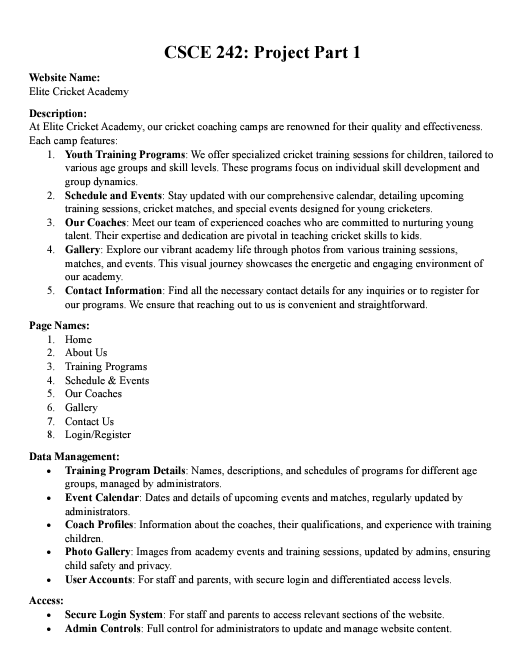 CSCE 242: Project Part 1
Website Name:
Elite Cricket Academy
Description:
At Elite Cricket Academy, our cricket coaching camps are renowned for their quality and effectiveness.
Each camp features:
1. Youth Training Programs: We offer specialized cricket training sessions for children, tailored to
various age groups and skill levels. These programs focus on individual skill development and
group dynamics.
2. Schedule and Events: Stay updated with our comprehensive calendar, detailing upcoming
training sessions, cricket matches, and special events designed for young cricketers.
3. Our Coaches: Meet our team of experienced coaches who are committed to nurturing young
talent. Their expertise and dedication are pivotal in teaching cricket skills to kids.
4. Gallery: Explore our vibrant academy life through photos from various training sessions,
matches, and events. This visual journey showcases the energetic and engaging environment of
our academy.
5. Contact Information: Find all the necessary contact details for any inquiries or to register for
our programs. We ensure that reaching out to us is convenient and straightforward.
Page Names:
1. Home
2. About Us
3. Training Programs
4. Schedule & Events
5. Our Coaches
6. Gallery
7. Contact Us
8. Login/Register
Data Management:
• Training Program Details: Names, descriptions, and schedules of programs for different age
groups, managed by administrators.
• Event Calendar: Dates and details of upcoming events and matches, regularly updated by
administrators.
• Coach Profiles: Information about the coaches, their qualifications, and experience with training
children.
• Photo Gallery: Images from academy events and training sessions, updated by admins, ensuring
child safety and privacy.
• User Accounts: For staff and parents, with secure login and differentiated access levels.
Access:
• Secure Login System: For staff and parents to access relevant sections of the website.
• Admin Controls: Full control for administrators to update and manage website content.